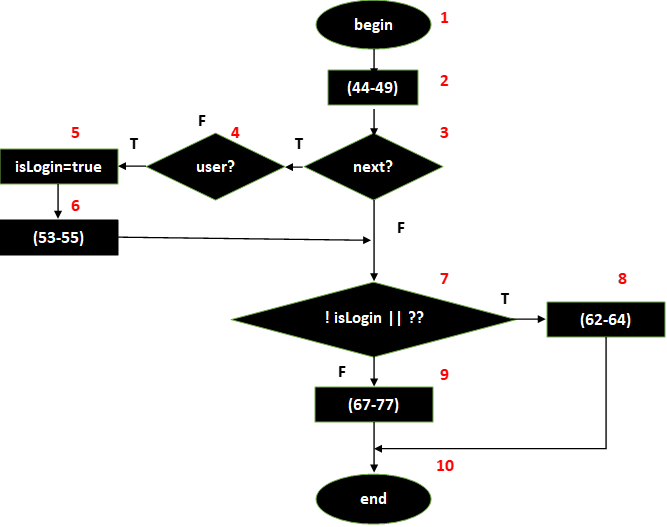 begin
1
(44-49)
2
F
5
4
T
T
3
isLogin=true
user?
next?
6
F
(53-55)
7
8
T
! isLogin || ??
(62-64)
F
9
(67-77)
10
end